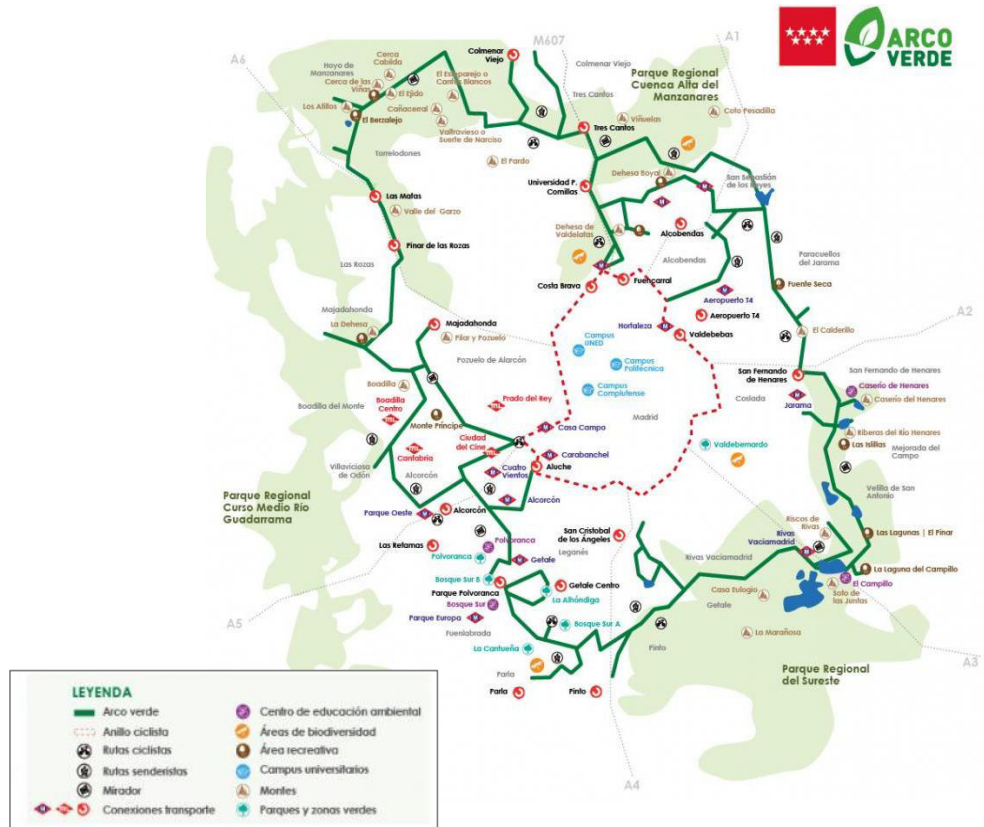 ARCO
VERDE
A6
M607
A1
Colmenar
Viejo
Colmenar Viejo
Parque Regional
Cuenca Alta del
Manzanares
Cerca
Cabilda
Hoyo de
Manzanares
Cerca de las
Viñas
El Ejido
Los Alillos
El Berzalejo
Cañacerral
Valtravieso o
Suerte de Narciso
Tres Cantos
Viñuelas
Coto Pesadilla
Tres Cantos
El Pardo
Torrelodones
Universidad P.
Comillas
Dehesa Boyal
San Sebastián
de los Reyes
Las Matas
Valle del Garzo
Dehesa de
Valdelatas
Alcobendas
Pinar de las Rozas
Las Rozas
Alcobendas
Paracuellos
del Jarama
Costa Brava
Fuencarral
Fuente Seca
Aeropuerto T4
Majadahonda
La Dehesa
Majadahonda
Pilar y Pozuelo
Hortaleza
Aeropuerto T4
Valdebebas
A2
El Calderillo
Campus
UNED
Pozuelo de Alarcón
Campus
Politécnica
Campus
Complutense
San Fernando
de Henares
San Fernando de Henares
Coslada
Jarama
Caserío de Henares
Caserío del Henares
Boadilla
Boadilla del Monte
Boadilla
Centro
Prado del Rey
Monte Príncipe
Madrid
Casa Campo
Riberas del Río Henares
Las Islillas
Mejorada del
Campo
Valdebernardo
Ciudad
del Cine
Cantabria
Carabanchel
Villaviciosa
de Odón
Alcorcón
Cuatro
Vientos
Aluche
Velilla de San
Antonio
Parque Regional
Curso Medio Río
Guadarrama
Alcorcón
Parque Oeste
Alcorcón
Riscos de
Rivas
Rivas
Vaciamadrid
Las Lagunas | El Pinar
San Cristobal
de los Ángeles
Las Retamas
Polvoranca
Polvoranca
Leganés
Getafe
Rivas Vaciamadrid
La Laguna del Campillo
El Campillo
Bosque Sur B
Parque Polvoranca
Getafe Centro
La Alhóndiga
Casa Eulogio
Soto de
las Juntas
Getafe
Bosque Sur
Parque Europa
Fuenlabrada
Bosque Sur A
La Marañosa
A5
La Cantueña
Pinto
A3
Parque Regional
del Sureste
Parla
Parla
Pinto
A4
LEYENDA
Arco verde
Anillo ciclista
Rutas ciclistas
Rutas senderistas
Mirador
Conexiones transporte
Centro de educación ambiental
Áreas de biodiversidad
Área recreativa
Campus universitarios
Montes
Parques y zonas verdes